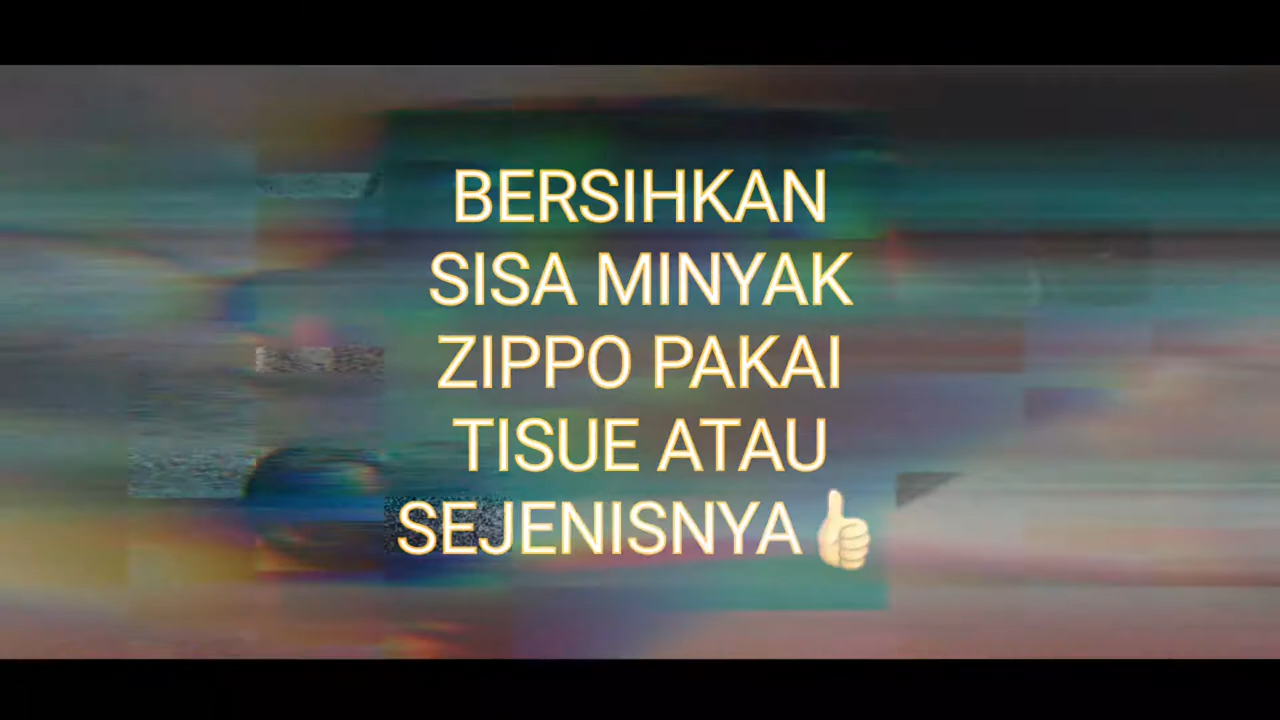 BERSIHKAN
SISA MINYAK
ZIPPO PAKAI
TISUE ATAU
SEJENISNYA👍🏻